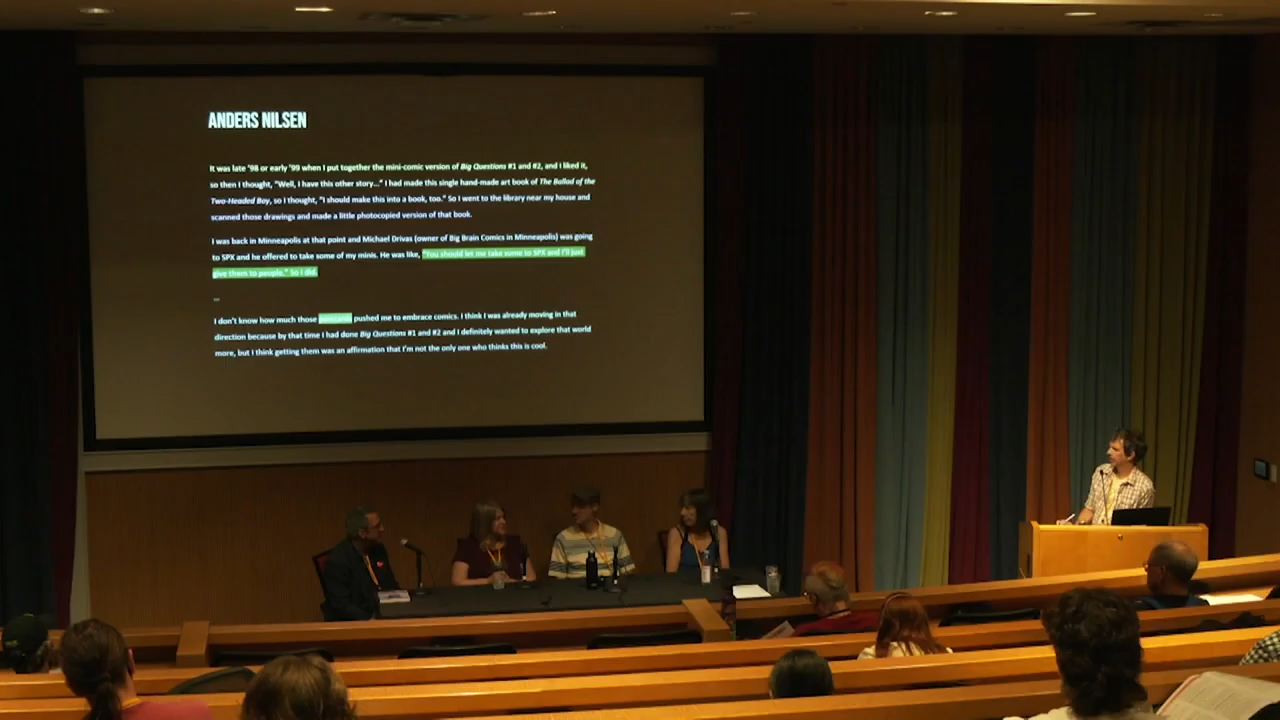 ANDERS NILSEN
It was late '98 or early '99 when I put together the mini-comic version of Big Questions #1 and #2, and I liked it,
so then I thought, "Well, I have this other story..." I had made this single hand-made art book of The Ballad of the
Two-Headed Boy, so I thought, "I should make this into a book, too." So I went to the library near my house and
scanned those drawings and made a little photocopied version of that book.
I was back in Minneapolis at that point and Michael Drivas (owner of Big Brain Comics in Minneapolis) was going
to SPX and he offered to take some of my minis. He was like, "You should let me take some to SPX and I'll just
give them to people." So I did.
...
I don't know how much those pushed me to embrace comics. I think I was already moving in that
direction because by that time I had done Big Questions #1 and #2 and I definitely wanted to explore that world
more, but I think getting them was an affirmation that I'm not the only one who thinks this is cool.